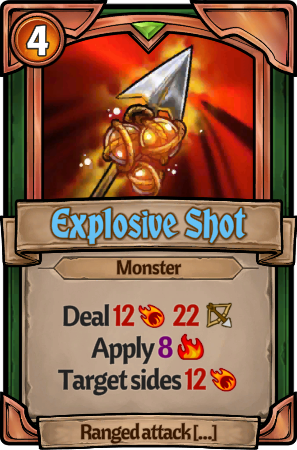 4
Explosive Shot
Monster
Deal 12 22
Apply 8
Target sides 12
Ranged attack [...]